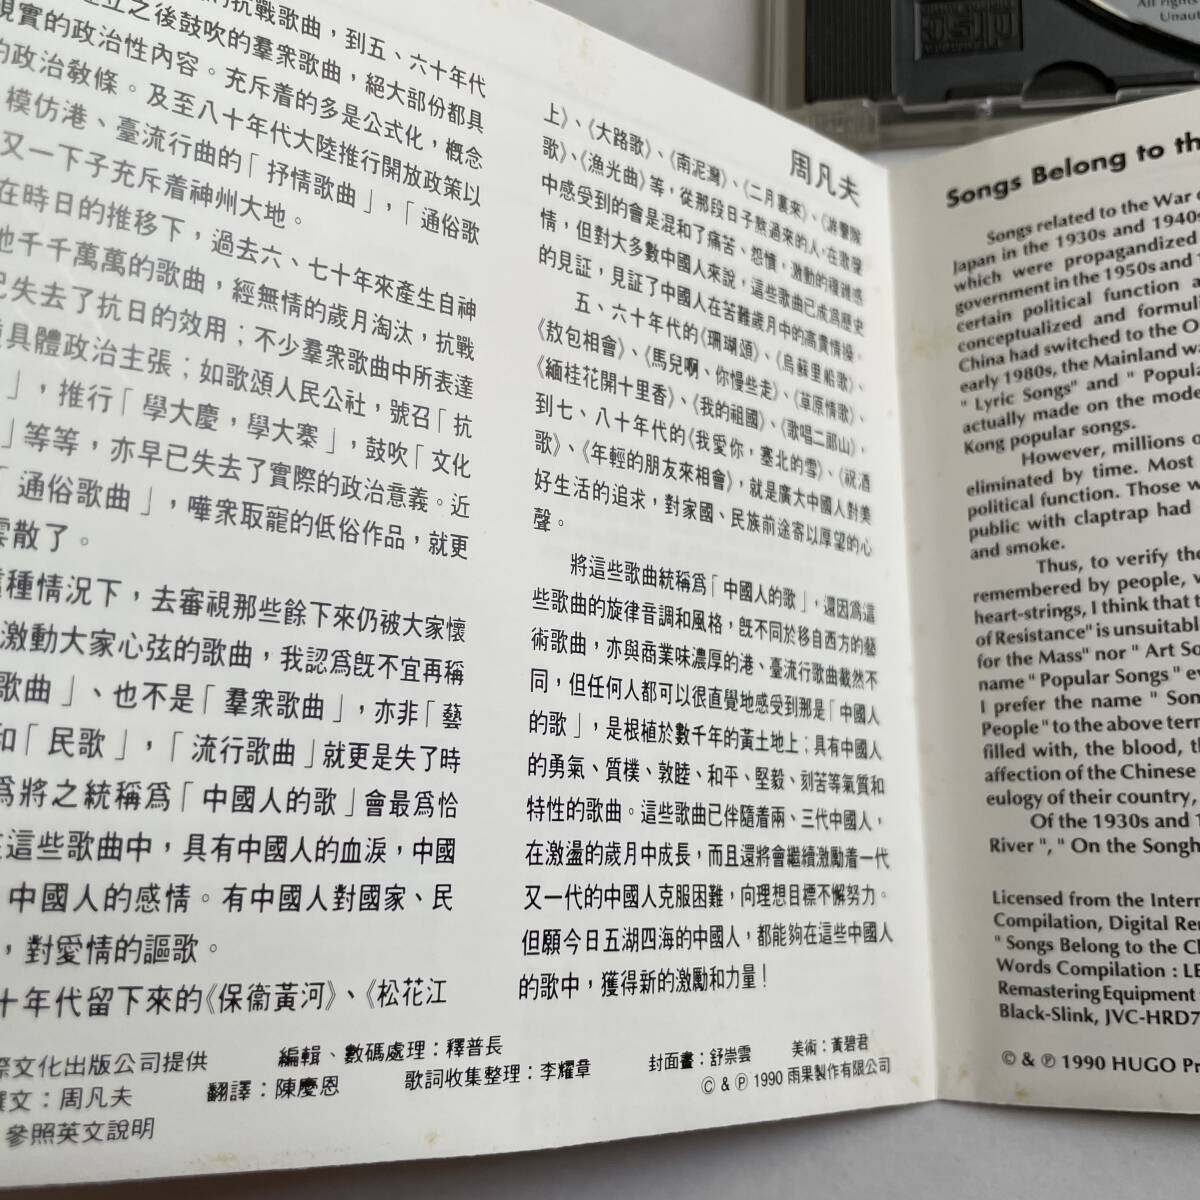 抗戰歌曲，到五、六十年代
立之後鼓吹的羣衆歌曲，絕大部份都具
現實的政治性內容。充斥着的多是公式化，概念
的政治教條。及至八十年代大陸推行開放政策以
模仿港、臺流行曲的「抒情歌曲」，「通俗歌
又一下子充斥着神州大地。
在時日的推移下，過去六、七十年來產生自神
他千千萬萬的歌曲，經無情的歲月淘汰，抗戰
已失去了抗日的效用；不少羣衆歌曲中所表達
具體政治主張；如歌頌人民公社，號召「抗
」，推行「學大慶，學大寨」，鼓吹「文化
」等等，亦早已失去了實際的政治意義。近
「通俗歌曲」，嘩衆取寵的低俗作品，就更
雲散了。
這種情況下，去審視那些餘下來仍被大家懷
激動大家心弦的歌曲，我認爲旣不宜再稱
歌曲」、也不是「羣衆歌曲」，亦非「藝
和「民歌」，「流行歌曲」就更是失了時
爲將之統稱爲「中國人的歌」會最爲恰
在這些歌曲中，具有中國人的血淚，中國
中國人的感情。有中國人對國家、民
，對愛情的謳歌。
十年代留下來的《保衞黃河》、《松花江
際文化出版公司提供
編輯、數碼處理：釋普長
撰文：周凡夫
翻譯：陳慶恩
歌詞收集整理：李耀章
參照英文說明
周凡夫
上》、《大路歌》、《南泥灣》、《二月裏來》、《游擊隊
歌》、《漁光曲》等，從那段日子熬過來的人，在歌聲
中感受到的會是混和了痛苦、怨憤，激動的複雜感
情，但對大多數中國人來說，這些歌曲已成爲歷史
的見証，見証了中國人在苦難歲月中的高貴情操。
五、六十年代的《珊瑚頌》、《烏蘇里船歌》、
《敖包相會》、《馬兒啊、你慢些走》、《草原情歌》、
《緬桂花開十里香》、《我的祖國》、《歌唱二郞山》，
到七、八十年代的《我愛你，塞北的雪》、《祝酒
歌》、《年輕的朋友來相會》，就是廣大中國人對美
好生活的追求，對家國、民族前途寄以厚望的心
聲。
將這些歌曲統稱爲「中國人的歌」，還因爲這
些歌曲的旋律音調和風格，旣不同於移自西方的藝
術歌曲，亦與商業味濃厚的港、臺流行歌曲截然不
同，但任何人都可以很直覺地感受到那是「中國人
的歌」，是根植於數千年的黃土地上；具有中國人
的勇氣、質樸、敦睦、和平、堅毅、刻苦等氣質和
特性的歌曲。這些歌曲已伴隨着兩、三代中國人，
在激盪的歲月中成長，而且還將會繼續激勵着一代
又一代的中國人克服困難，向理想目標不懈努力。
但願今日五湖四海的中國人，都能夠在這些中國人
的歌中，獲得新的激勵和力量！
封面畫：舒崇雲
美術：黃碧君
© & ℗ 1990 雨果製作有限公司
Songs Belong to th
Songs related to the War
Japan in the 1930s and 1940s
which were propagandized
government in the 1950s and
certain political function a
conceptualized and formuli
China had switched to the O
early 1980s, the Mainland wa
" Lyric Songs" and " Popula
actually made on the mode
Kong popular songs.
However, millions o
eliminated by time. Most
political function. Those w
public with claptrap had
and smoke.
Thus, to verify the
remembered by people, w
heart-strings, I think that t
of Resistance" is unsuitabl
for the Mass" nor " Art So
name " Popular Songs " ev
I prefer the name " Son
People " to the above term
filled with, the blood, th
affection of the Chinese
eulogy of their country,
Of the 1930s and 1
River ", " On the Songh
Licensed from the Intern
Compilation, Digital Re
" Songs Belong to the C
Words Compilation : LE
Remastering Equipment
Black-Slink, JVC-HRD7
© & ℗ 1990 HUGO Pr
All rights
Unau